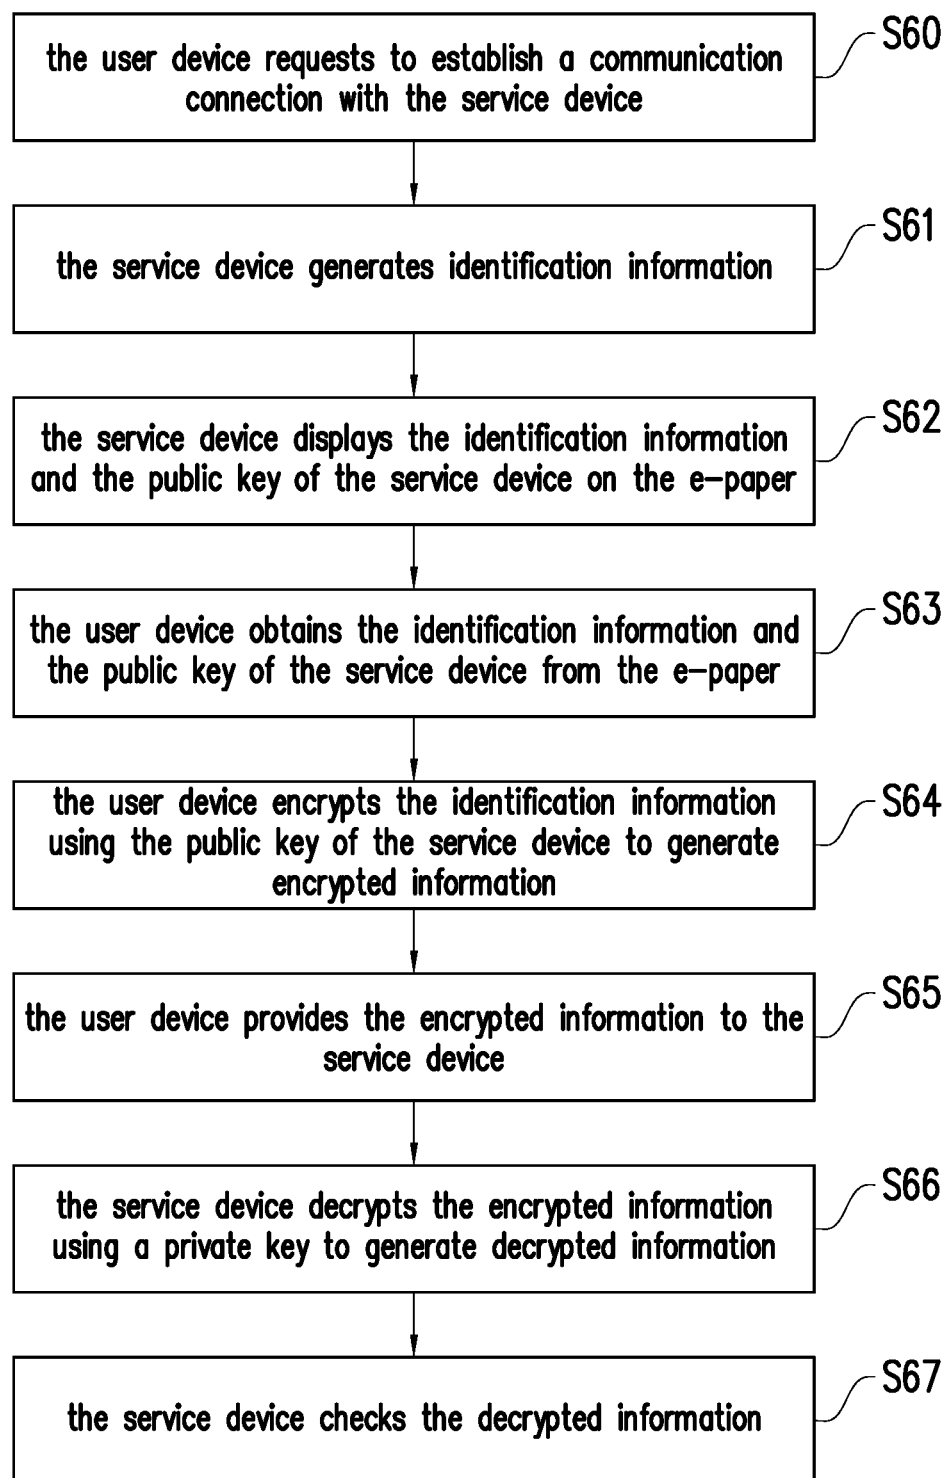 the user device requests to establish a communication
connection with the service device
S60
the service device generates identification information
S61
the service device displays the identification information
and the public key of the service device on the e-paper
S62
the user device obtains the identification information and
the public key of the service device from the e-paper
S63
the user device encrypts the identification information
using the public key of the service device to generate
encrypted information
S64
the user device provides the encrypted information to the
service device
S65
the service device decrypts the encrypted information
using a private key to generate decrypted information
S66
the service device checks the decrypted information
S67